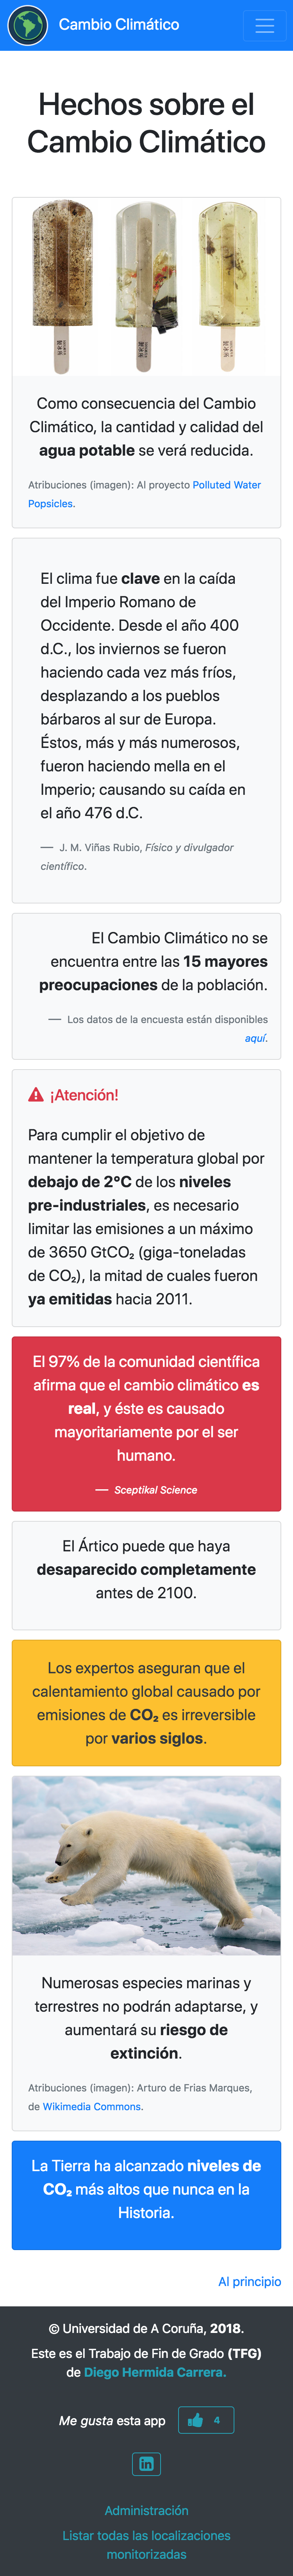 Cambio Climático
Hechos sobre el
Cambio Climático
Como consecuencia del Cambio
Climático, la cantidad y calidad del
agua potable se verá reducida.
Atribuciones (imagen): Al proyecto Polluted Water
Popsicles.
El clima fue clave en la caída
del Imperio Romano de
Occidente. Desde el año 400
d.C., los inviernos se fueron
haciendo cada vez más fríos,
desplazando a los pueblos
bárbaros al sur de Europa.
Éstos, más y más numerosos,
fueron haciendo mella en el
Imperio; causando su caída en
el año 476 d.C.
— J. M. Viñas Rubio, Físico y divulgador
científico.
El Cambio Climático no se
encuentra entre las 15 mayores
preocupaciones de la población.
— Los datos de la encuesta están disponibles
aquí.
¡Atención!
Para cumplir el objetivo de
mantener la temperatura global por
debajo de 2°C de los niveles
pre-industriales, es necesario
limitar las emisiones a un máximo
de 3650 GtCO₂ (giga-toneladas
de CO₂), la mitad de cuales fueron
ya emitidas hacia 2011.
El 97% de la comunidad científica
afirma que el cambio climático es
real, y éste es causado
mayoritariamente por el ser
humano.
— Sceptikal Science
El Ártico puede que haya
desaparecido completamente
antes de 2100.
Los expertos aseguran que el
calentamiento global causado por
emisiones de CO₂ es irreversible
por varios siglos.
Numerosas especies marinas y
terrestres no podrán adaptarse, y
aumentará su riesgo de
extinción.
Atribuciones (imagen): Arturo de Frias Marques,
de Wikimedia Commons.
La Tierra ha alcanzado niveles de
CO₂ más altos que nunca en la
Historia.
Al principio
© Universidad de A Coruña, 2018.
Este es el Trabajo de Fin de Grado (TFG)
de Diego Hermida Carrera.
Me gusta esta app 4
Administración
Listar todas las localizaciones
monitorizadas